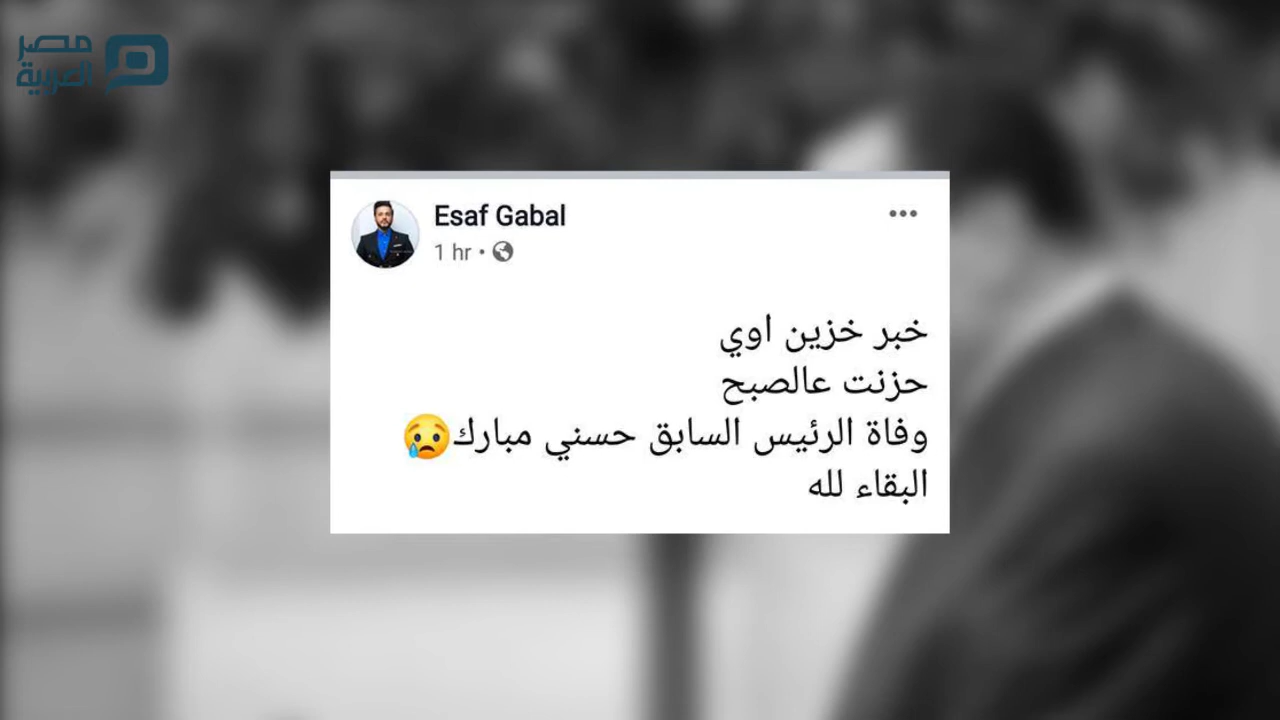 مصر
العربية
Esaf Gabal
1 hr
خبر خزين اوي
حزنت عالصبح
وفاة الرئيس السابق حسني مبارك😢
البقاء لله